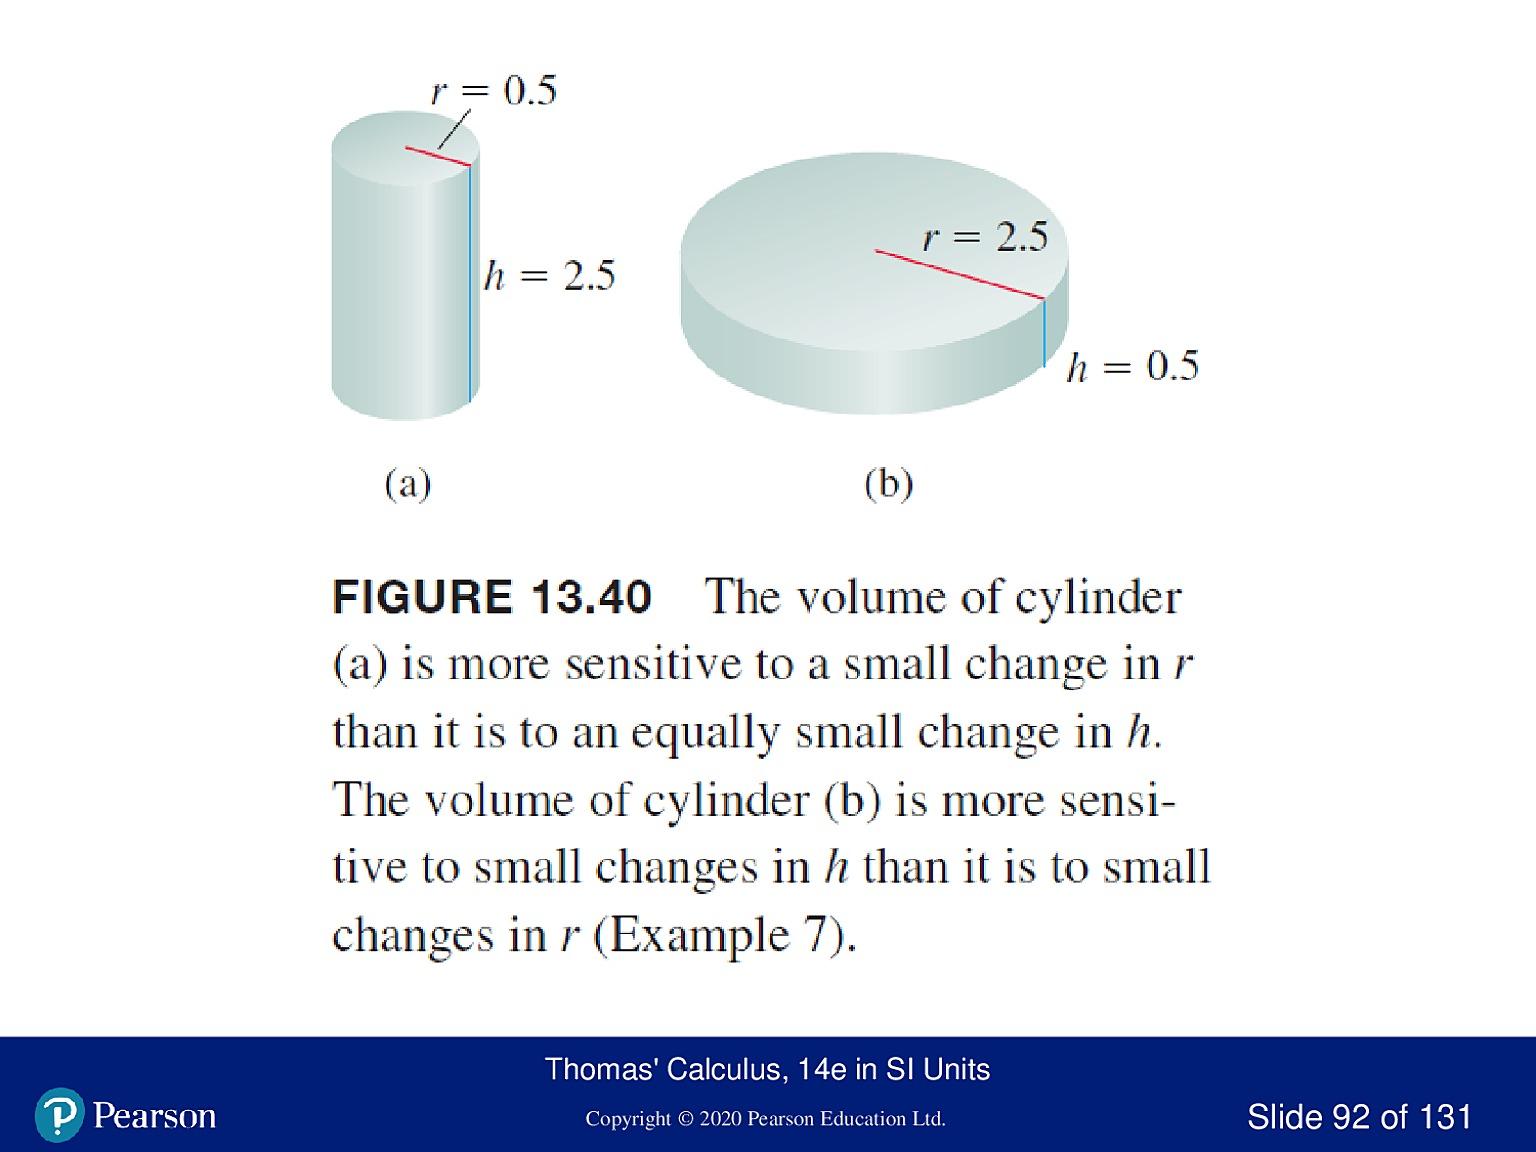 r = 0.5
h = 2.5
r = 2.5
h = 0.5
(a)
(b)
FIGURE 13.40 The volume of cylinder
(a) is more sensitive to a small change in r
than it is to an equally small change in h.
The volume of cylinder (b) is more sensi-
tive to small changes in h than it is to small
changes in r (Example 7).
Thomas' Calculus, 14e in SI Units
Pearson
Copyright © 2020 Pearson Education Ltd.
Slide 92 of 131